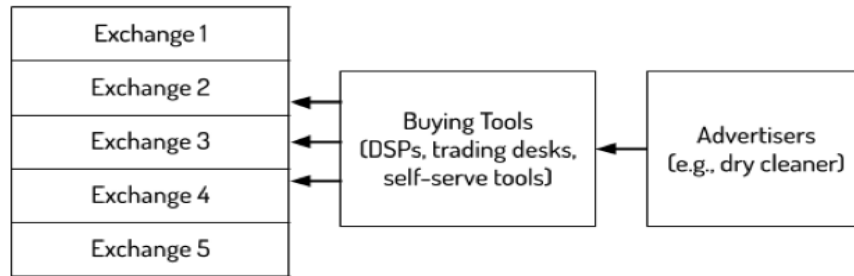 Exchange 1
Exchange 2
Exchange 3
Exchange 4
Exchange 5
Buying Tools
(DSPs, trading desks,
self-serve tools)
Advertisers
(e.g., dry cleaner)